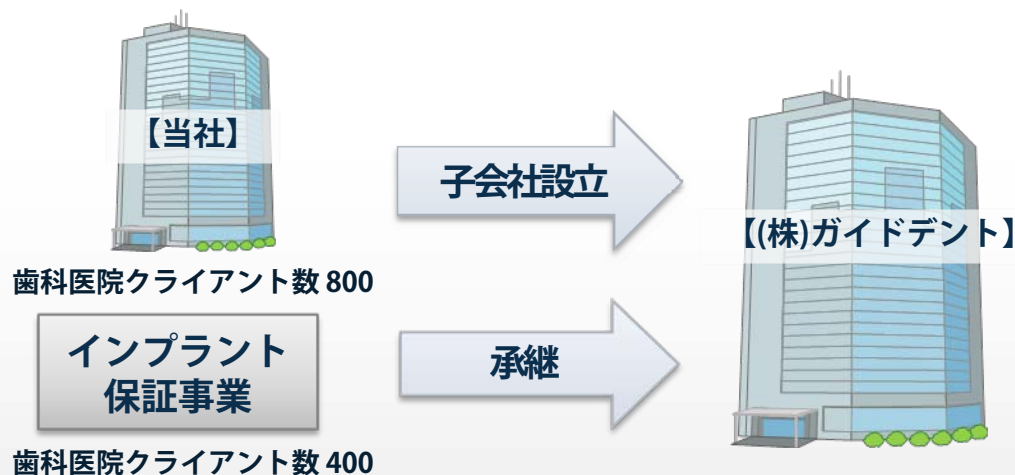 【当社】
子会社設立
【(株)ガイドデント】
歯科医院クライアント数 800
インプラント
保証事業
承継
歯科医院クライアント数 400